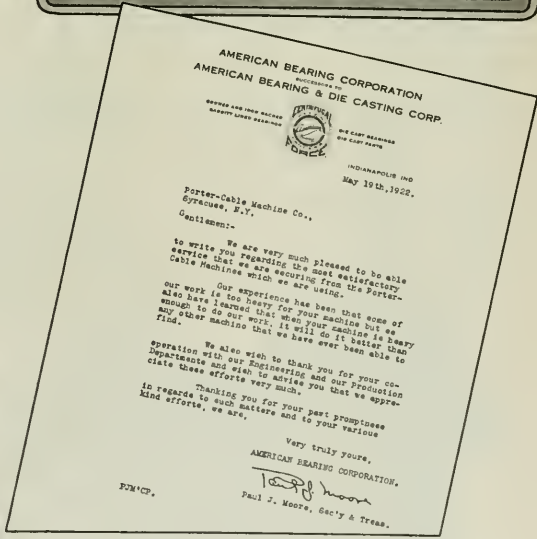 AMERICAN BEARING CORPORATION
SUCCESSORS TO
AMERICAN BEARING & DIE CASTING CORP.
BRONZE AND IRON BACKED
BABBITT LINED BEARINGS
CENTRIFUGAL
FORCE
DIE CAST BEARINGS
DIE CAST PARTS
INDIANAPOLIS IND
May 19th,1922.
Porter-Cable Machine Co.,
Syracuse, N.Y.
Gentlemen:-
We are very much pleased to be able
to write you regarding the most satisfactory
service that we are securing from the Porter-
Cable Machines which we are using.
Our experience has been that some of
our work is too heavy for your machine but we
also have learned that when your machine is heavy
enough to do our work, it will do it better than
any other machine that we have ever been able to
find.
We also wish to thank you for your co-
operation with our Engineering and our Production
Departments and wish to advise you that we appre-
ciate these efforts very much.
Thanking you for your past promptness
in regards to such matters and to your various
kind efforts, we are,
Very truly yours,
AMERICAN BEARING CORPORATION.
Paul J. Moore
Paul J. Moore, Sec'y & Treas.
PJM*CP.